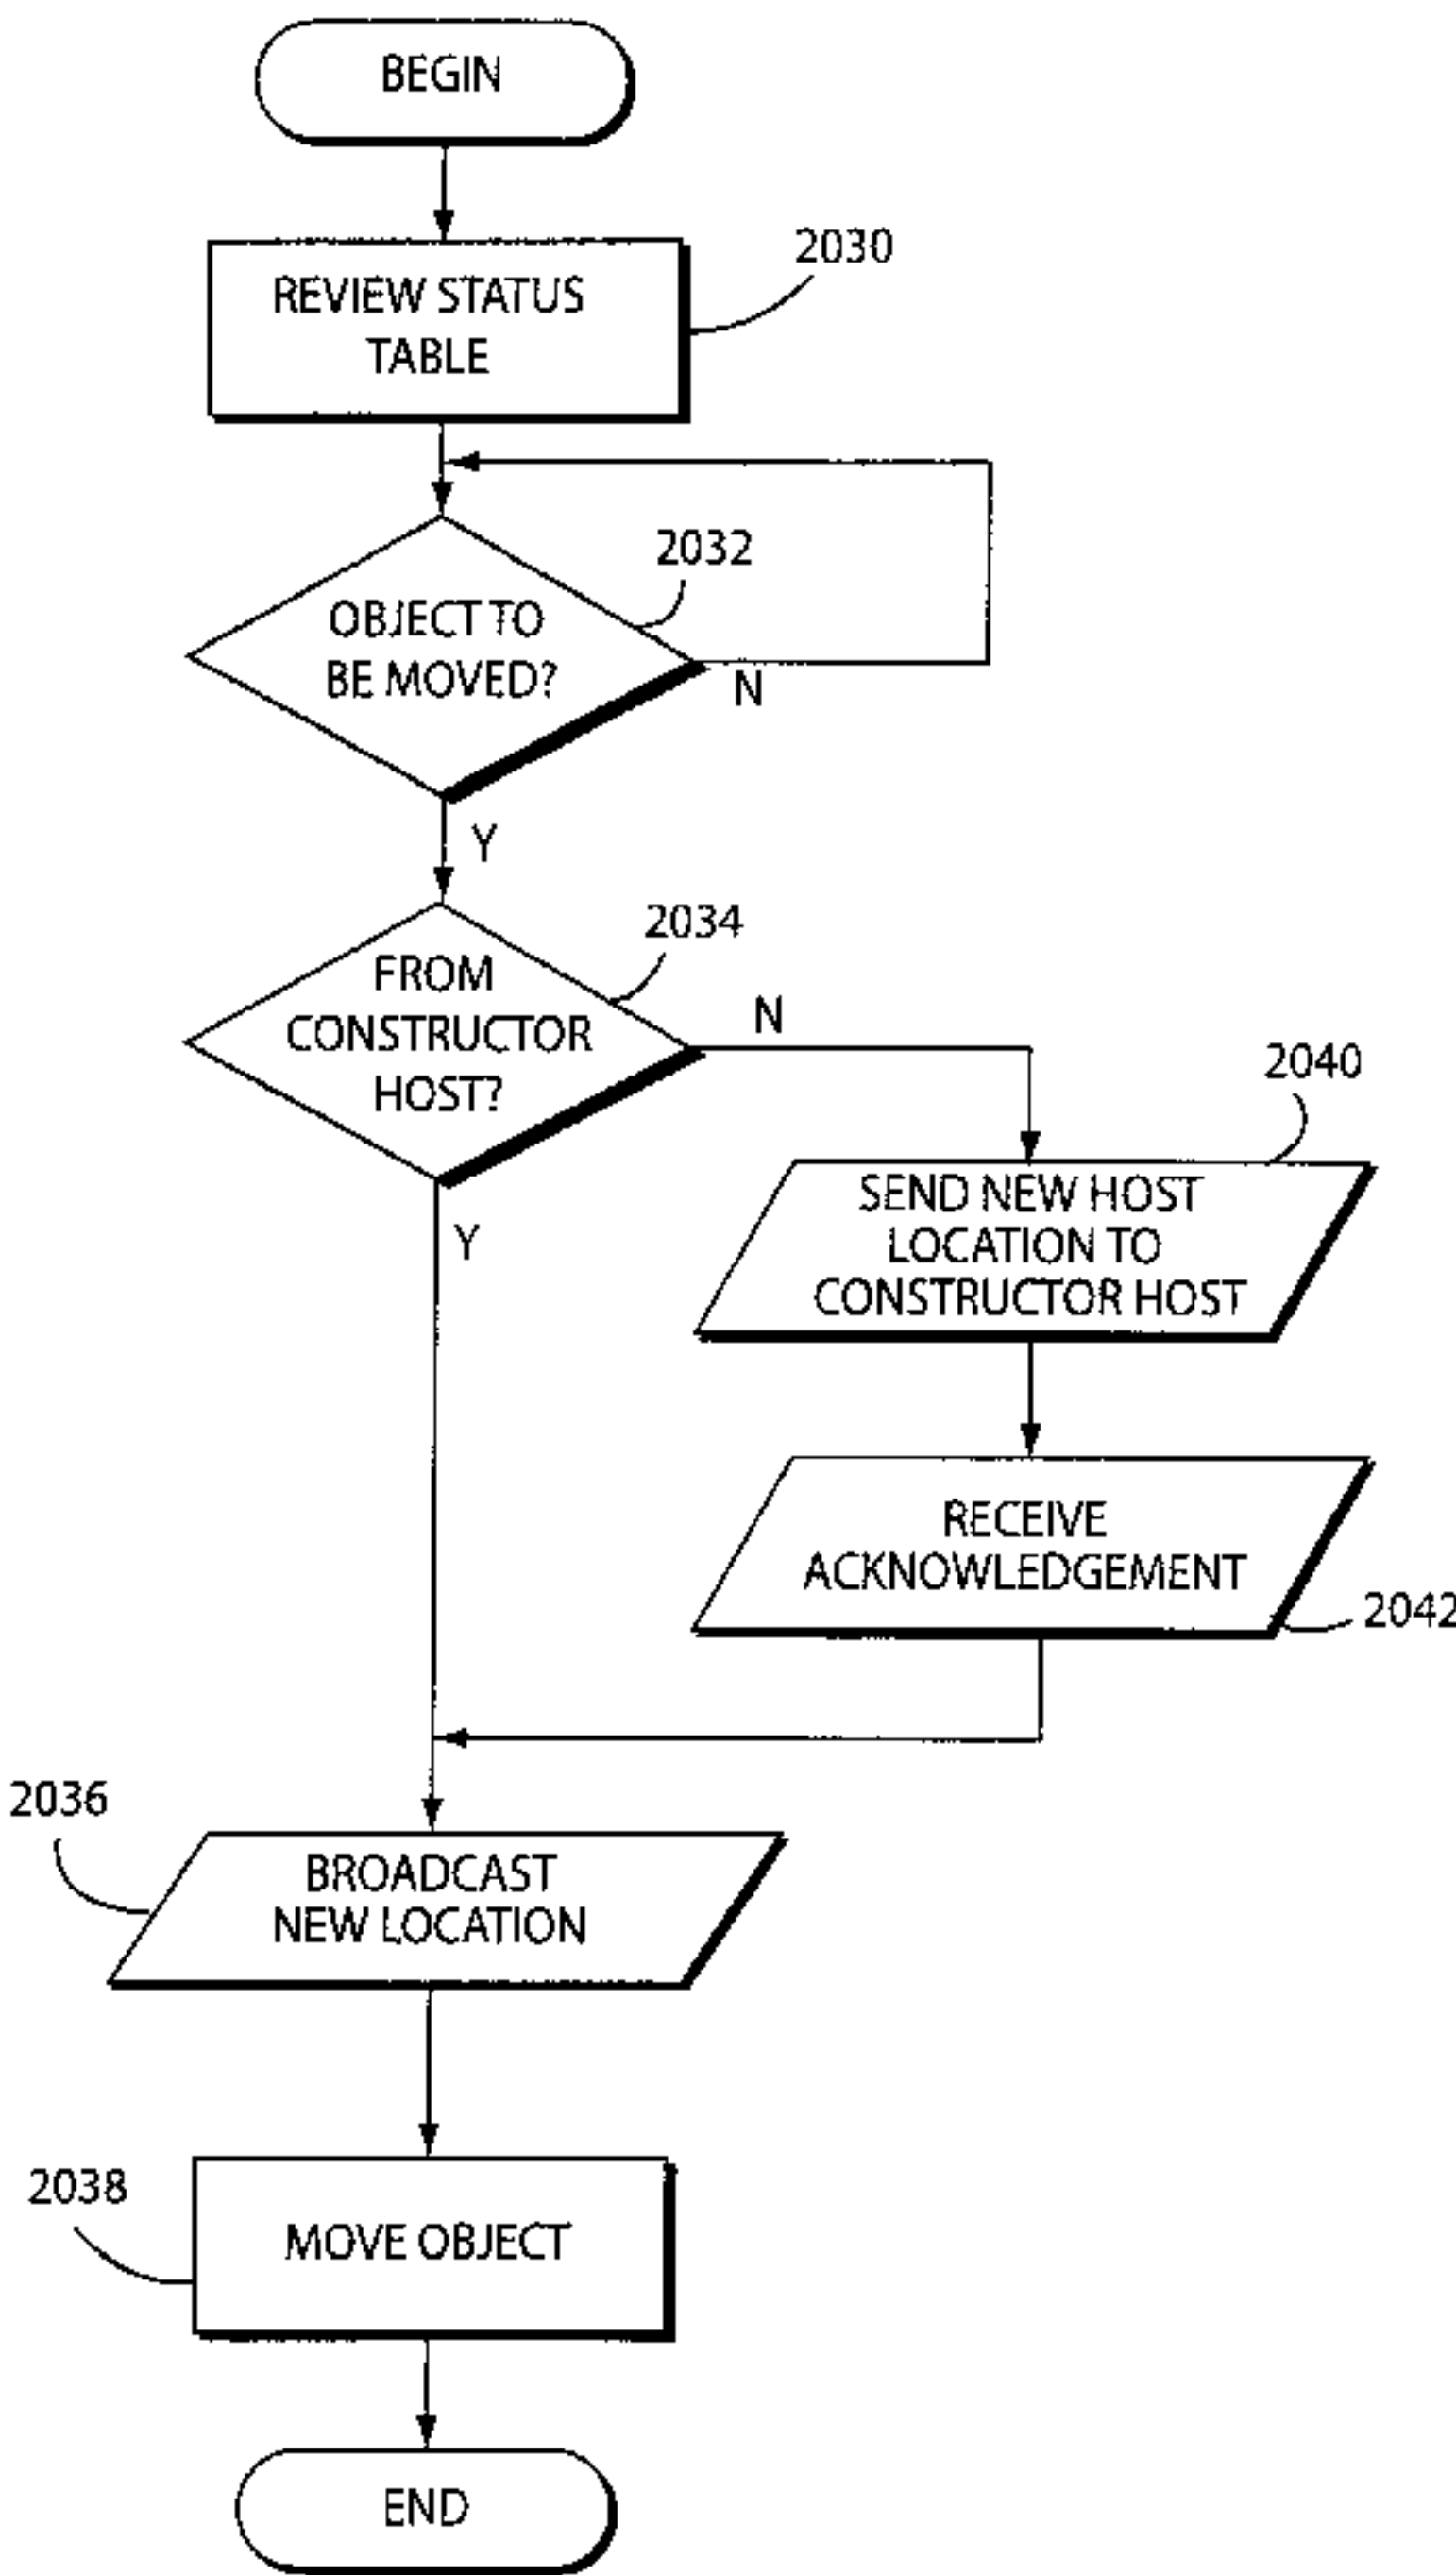 BEGIN
2030
REVIEW STATUS
TABLE
2032
OBJECT TO
BE MOVED?
N
Y
2034
FROM
CONSTRUCTOR
HOST?
N
Y
2040
SEND NEW HOST
LOCATION TO
CONSTRUCTOR HOST
RECEIVE
ACKNOWLEDGEMENT
2042
2036
BROADCAST
NEW LOCATION
2038
MOVE OBJECT
END